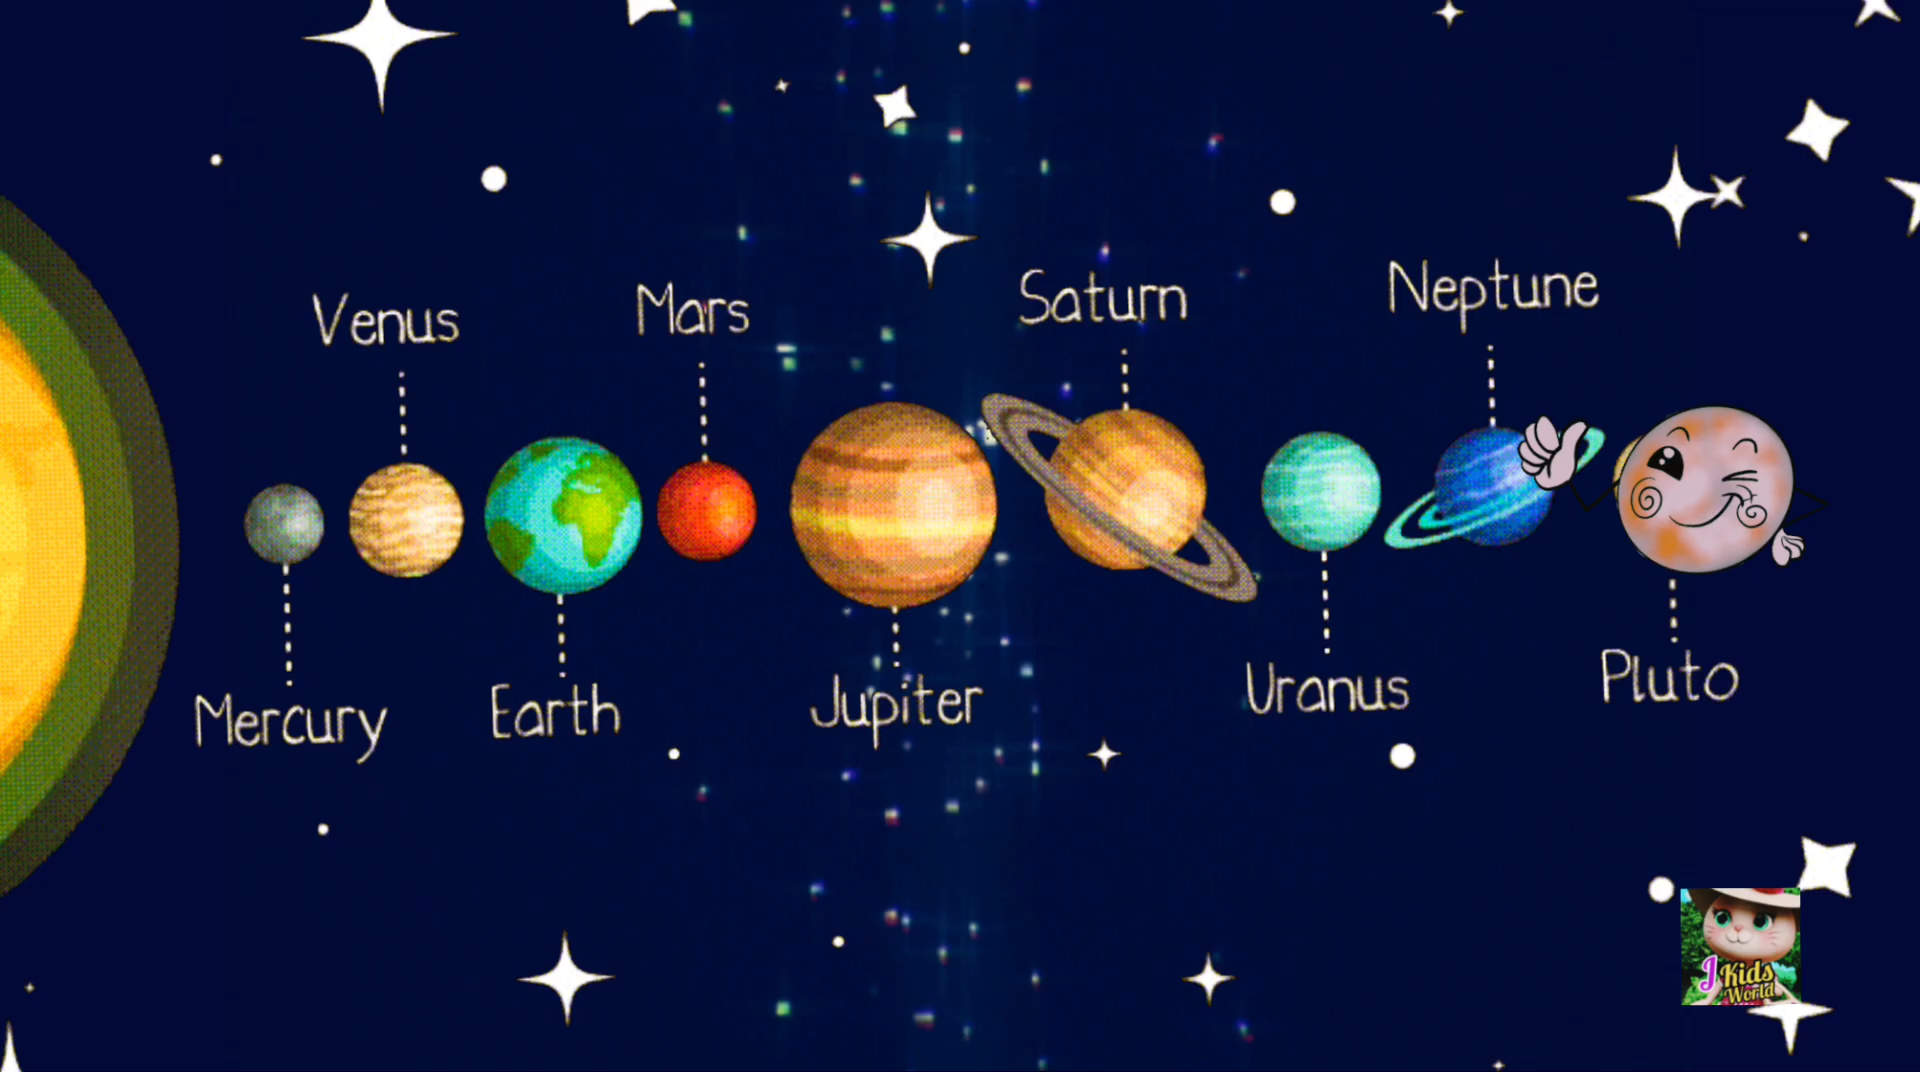 Venus
Mars
Saturn
Neptune
Mercury
Earth
Jupiter
Uranus
Pluto
J Kids
World